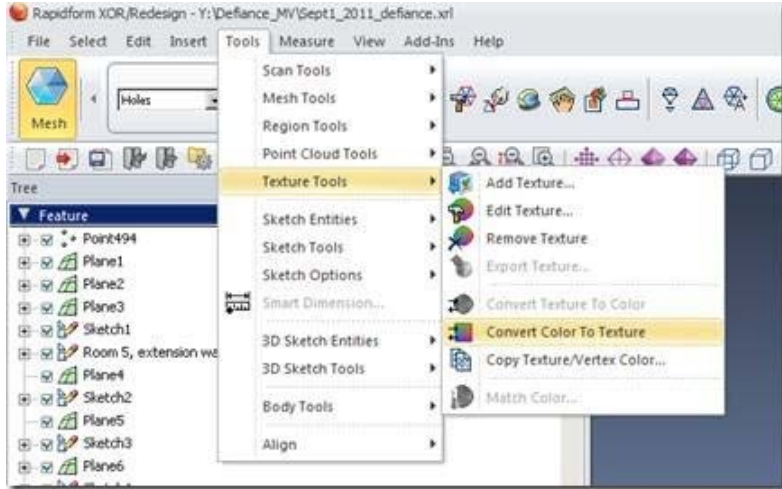 Rapidform XOR/Redesign - Y:\Defiance_MV\Sept1_2011_defiance.xrl
File Select Edit Insert Tools Measure View Add-Ins Help
Mesh
Holes
Scan Tools
Mesh Tools
Region Tools
Point Cloud Tools
Texture Tools
Sketch Entities
Sketch Tools
Sketch Options
Smart Dimension...
3D Sketch Entities
3D Sketch Tools
Body Tools
Align
Add Texture...
Edit Texture...
Remove Texture
Export Texture...
Convert Texture To Color
Convert Color To Texture
Copy Texture/Vertex Color...
Match Color...
Tree
Feature
Point494
Plane1
Plane2
Plane3
Sketch1
Room 5, extension wa
Plane4
Sketch2
Plane5
Sketch3
Plane6